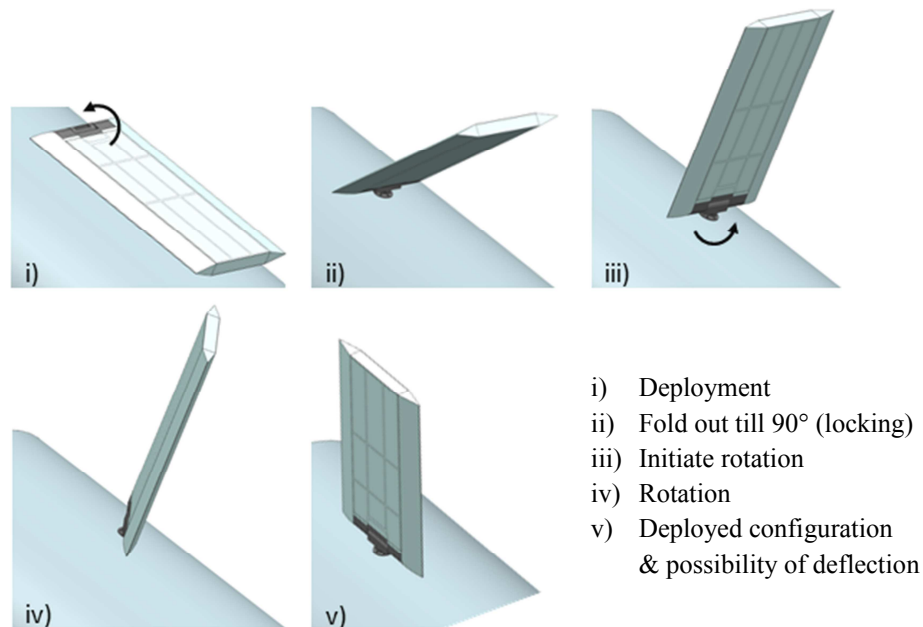 i)
ii)
iii)
iv)
v)
i) Deployment
ii) Fold out till 90° (locking)
iii) Initiate rotation
iv) Rotation
v) Deployed configuration
& possibility of deflection